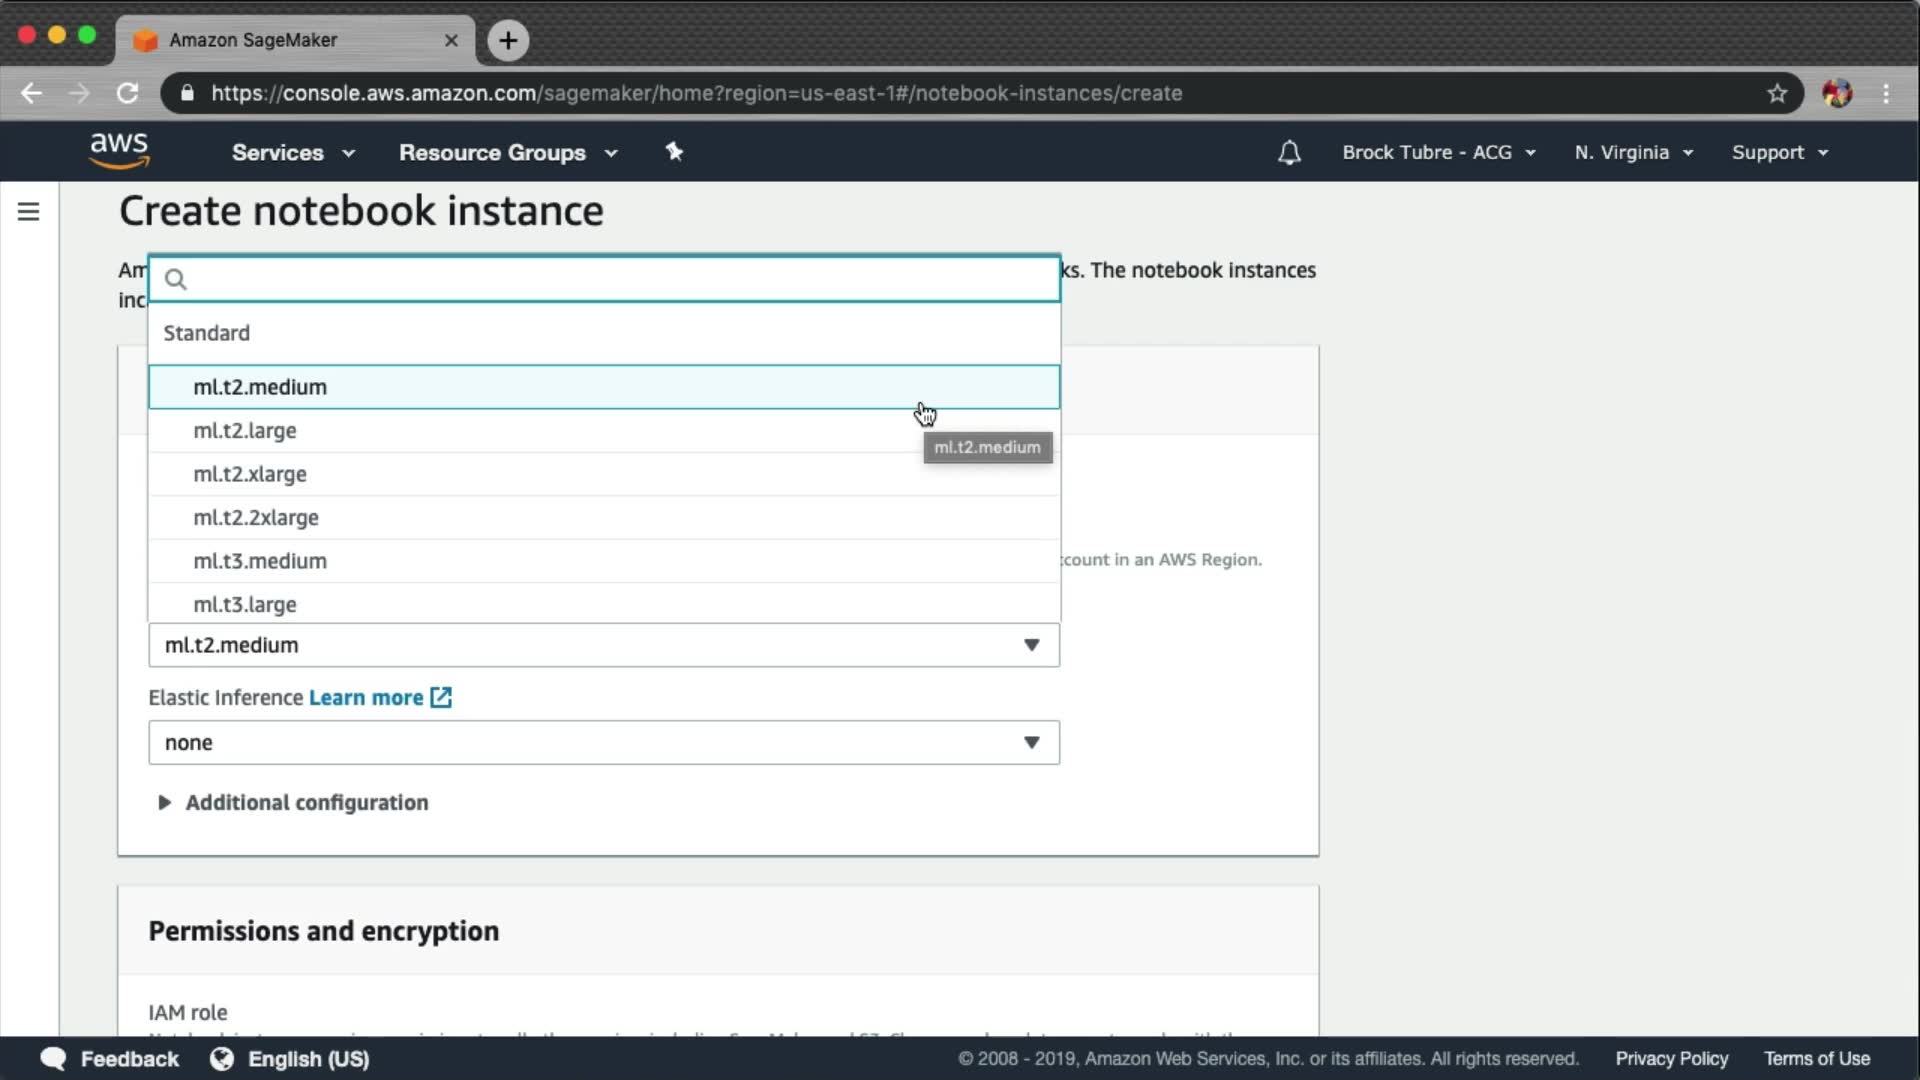 Amazon SageMaker
https://console.aws.amazon.com/sagemaker/home?region=us-east-1#/notebook-instances/create
aws Services Resource Groups Brock Tubre - ACG N. Virginia Support
Create notebook instance
Am ks. The notebook instances
inc
Standard
ml.t2.medium
ml.t2.large
ml.t2.medium
ml.t2.xlarge
ml.t2.2xlarge
ml.t3.medium
count in an AWS Region.
ml.t3.large
ml.t2.medium
Elastic Inference Learn more
none
Additional configuration
Permissions and encryption
IAM role
Feedback English (US) © 2008 - 2019, Amazon Web Services, Inc. or its affiliates. All rights reserved. Privacy Policy Terms of Use